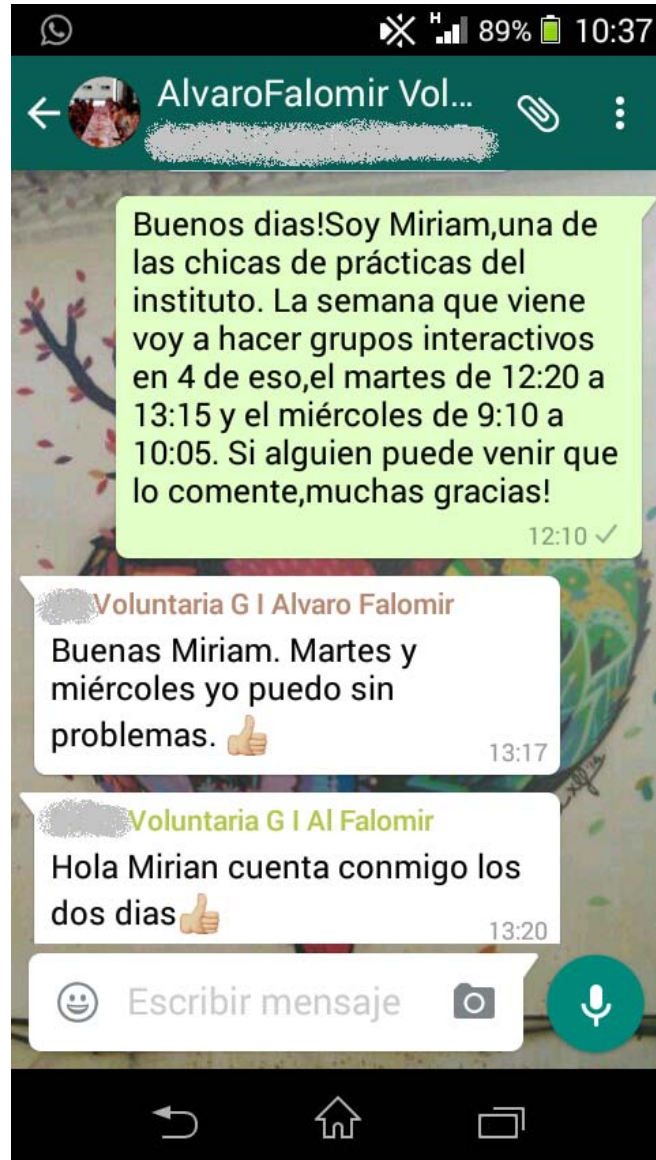 H 89% 10:37
AlvaroFalomir Vol...
Buenos dias!Soy Miriam,una de
las chicas de prácticas del
instituto. La semana que viene
voy a hacer grupos interactivos
en 4 de eso,el martes de 12:20 a
13:15 y el miércoles de 9:10 a
10:05. Si alguien puede venir que
lo comente,muchas gracias!
12:10
Voluntaria G I Alvaro Falomir
Buenas Miriam. Martes y
miércoles yo puedo sin
problemas. 👍
13:17
Voluntaria G I Al Falomir
Hola Mirian cuenta conmigo los
dos dias👍
13:20
Escribir mensaje